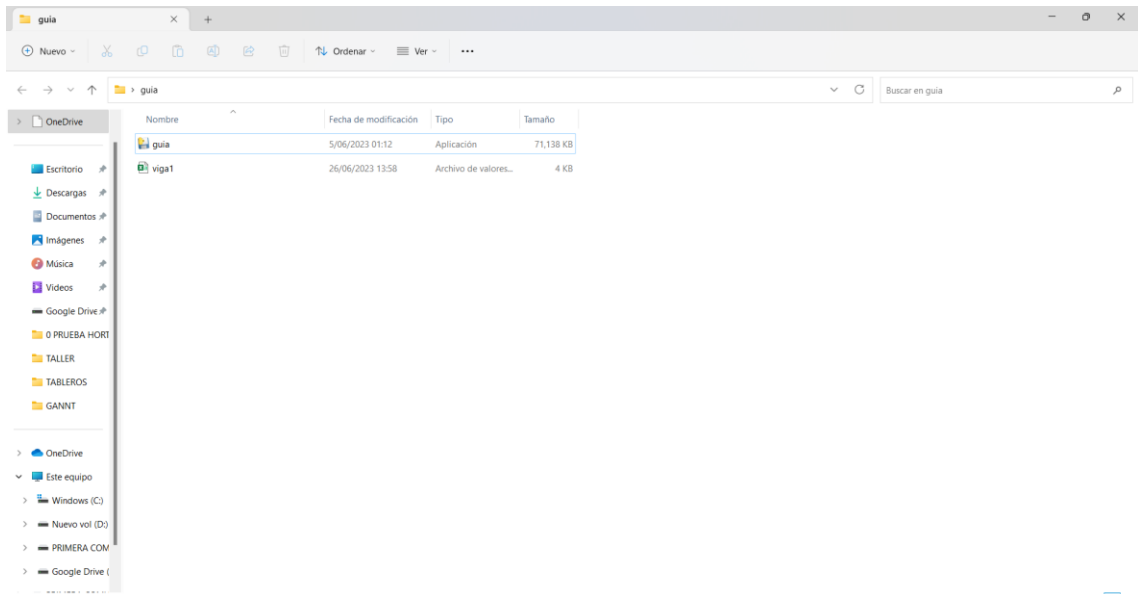 guia
Nuevo
Ordenar
Ver
guia
Buscar en guia
OneDrive
Nombre Fecha de modificación Tipo Tamaño
guia 5/06/2023 01:12 Aplicación 71,138 KB
viga1 26/06/2023 13:58 Archivo de valores... 4 KB
Escritorio
Descargas
Documentos
Imágenes
Música
Videos
Google Drive
0 PRUEBA HORT
TALLER
TABLEROS
GANNT
OneDrive
Este equipo
Windows (C:)
Nuevo vol (D:)
PRIMERA COM
Google Drive (